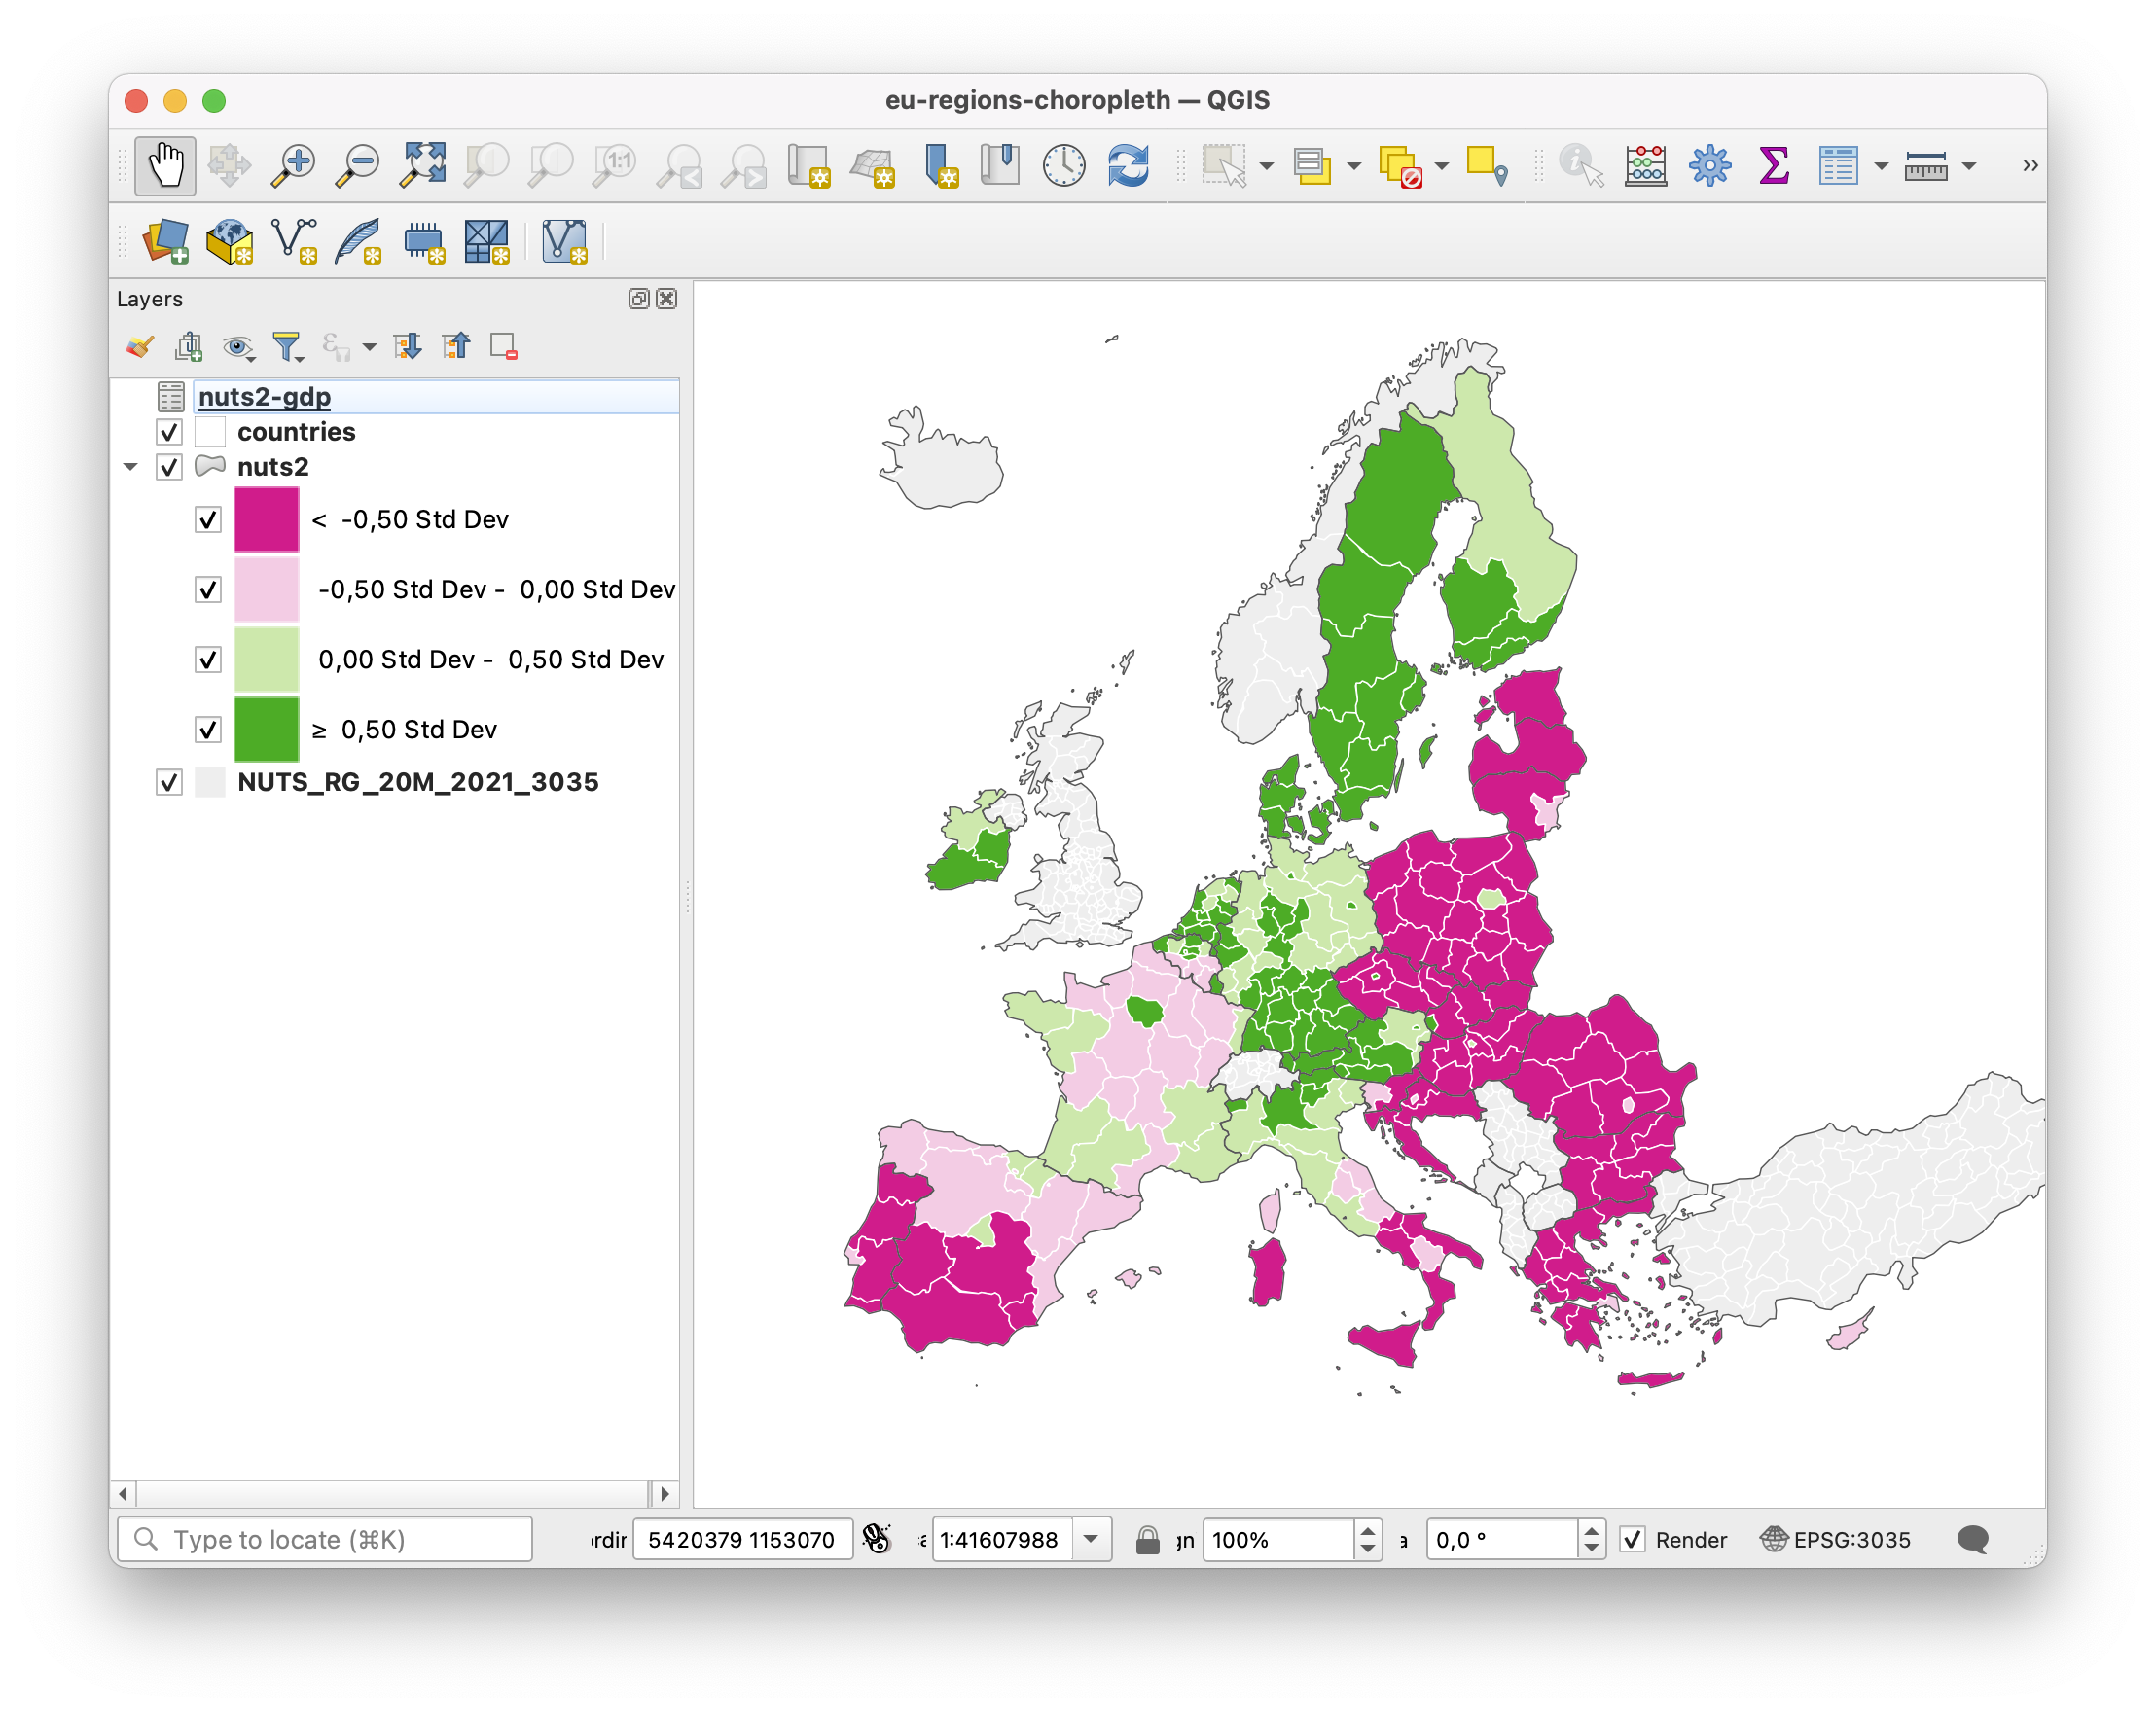 eu-regions-choropleth — QGIS
1:1
»
Layers
nuts2-gdp
countries
nuts2
< -0,50 Std Dev
-0,50 Std Dev - 0,00 Std Dev
0,00 Std Dev - 0,50 Std Dev
≥ 0,50 Std Dev
NUTS_RG_20M_2021_3035
Type to locate (⌘K)
5420379 1153070
1:41607988
100%
0,0 °
Render
EPSG:3035